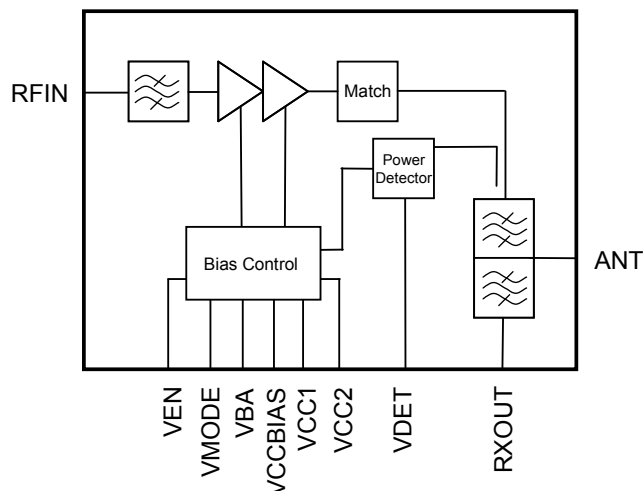 RFIN
Match
Power
Detector
Bias Control
ANT
VEN
VMODE
VBA
VCCBIAS
VCC1
VCC2
VDET
RXOUT